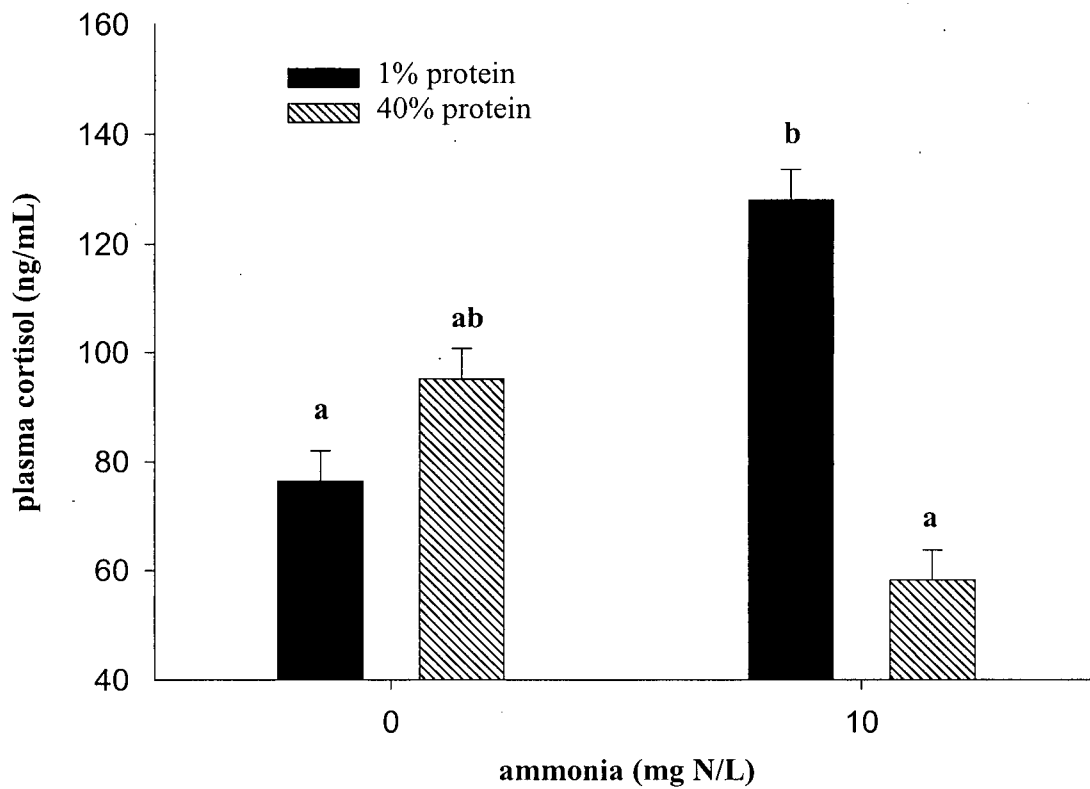 160
140
120
100
80
60
40
plasma cortisol (ng/mL)
1% protein
40% protein
a
ab
b
a
0
10
ammonia (mg N/L)